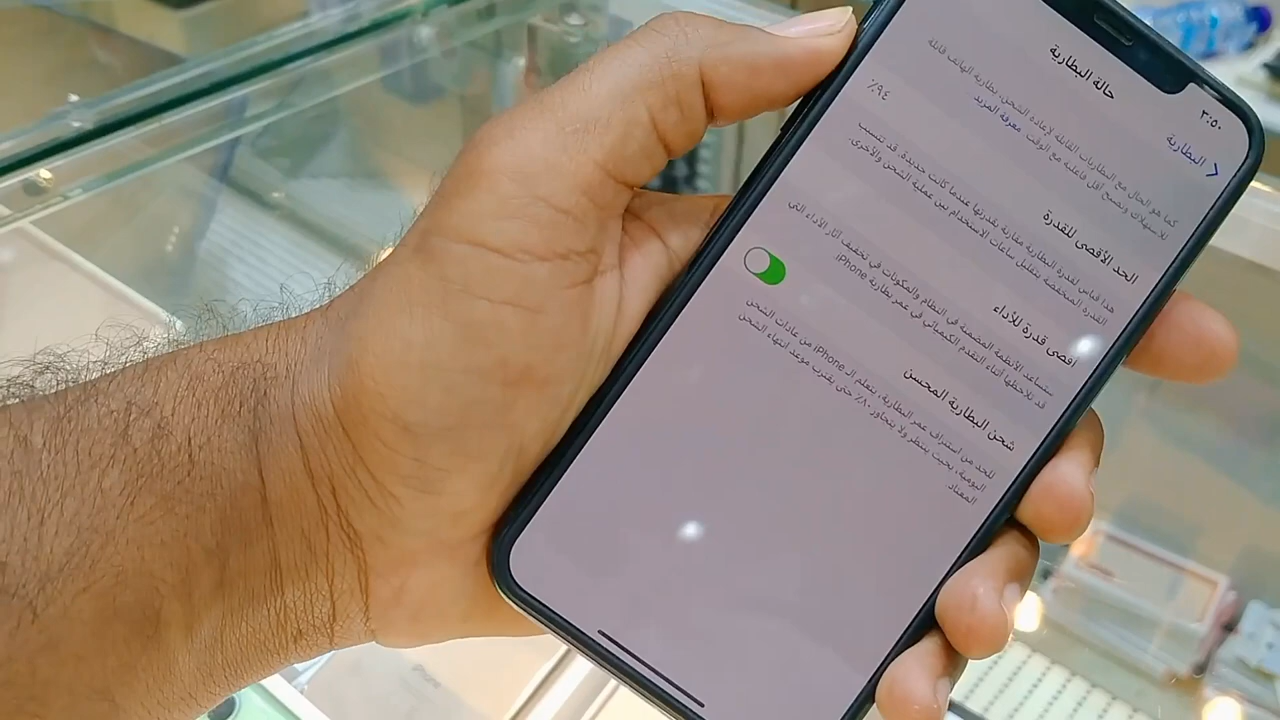 ٣:٥٠
البطارية
حالة البطارية
كما هو الحال مع البطاريات القابلة لإعادة الشحن، بطارية الهاتف قابلة
للاستهلاك وتصبح أقل فاعلية مع الوقت. معرفة المزيد
الحد الأقصى للقدرة ٩٤٪
هذا قياس لقدرة البطارية مقارنة بقدرتها عندما كانت جديدة. قد تتسبب
القدرة المنخفضة بتقليل ساعات الاستخدام بين عملية الشحن والأخرى.
أقصى قدرة للأداء
تساعد الأنظمة المضمنة في النظام والمكونات في تخفيف آثار الأداء التي
قد تلاحظها أثناء التقدم الكيميائي في عمر بطارية iPhone.
شحن البطارية المحسن
للحد من استنزاف عمر البطارية، يتعلم الـ iPhone من عادات الشحن
اليومية، بحيث ينتظر ولا يتجاوز ٨٠٪ حتى يقترب موعد انتهاء الشحن
المعتاد.